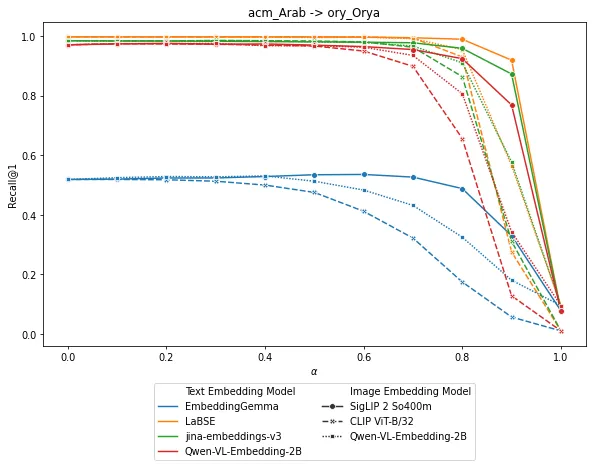 acm_Arab -> ory_Orya
1.0
0.8
0.6
0.4
0.2
0.0
Recall@1
0.0 0.2 0.4 0.6 0.8 1.0
α
Text Embedding Model
EmbeddingGemma
LaBSE
jina-embeddings-v3
Qwen-VL-Embedding-2B
Image Embedding Model
SigLIP 2 So400m
CLIP ViT-B/32
Qwen-VL-Embedding-2B